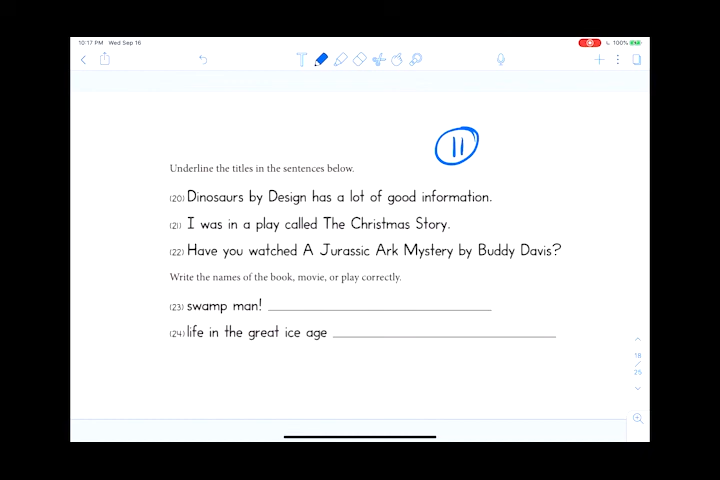 10:17 PM Wed Sep 16
100%
T
11
Underline the titles in the sentences below.
(20) Dinosaurs by Design has a lot of good information.
(21) I was in a play called The Christmas Story.
(22) Have you watched A Jurassic Ark Mystery by Buddy Davis?
Write the names of the book, movie, or play correctly.
(23) swamp man!
(24) life in the great ice age
18
/
25